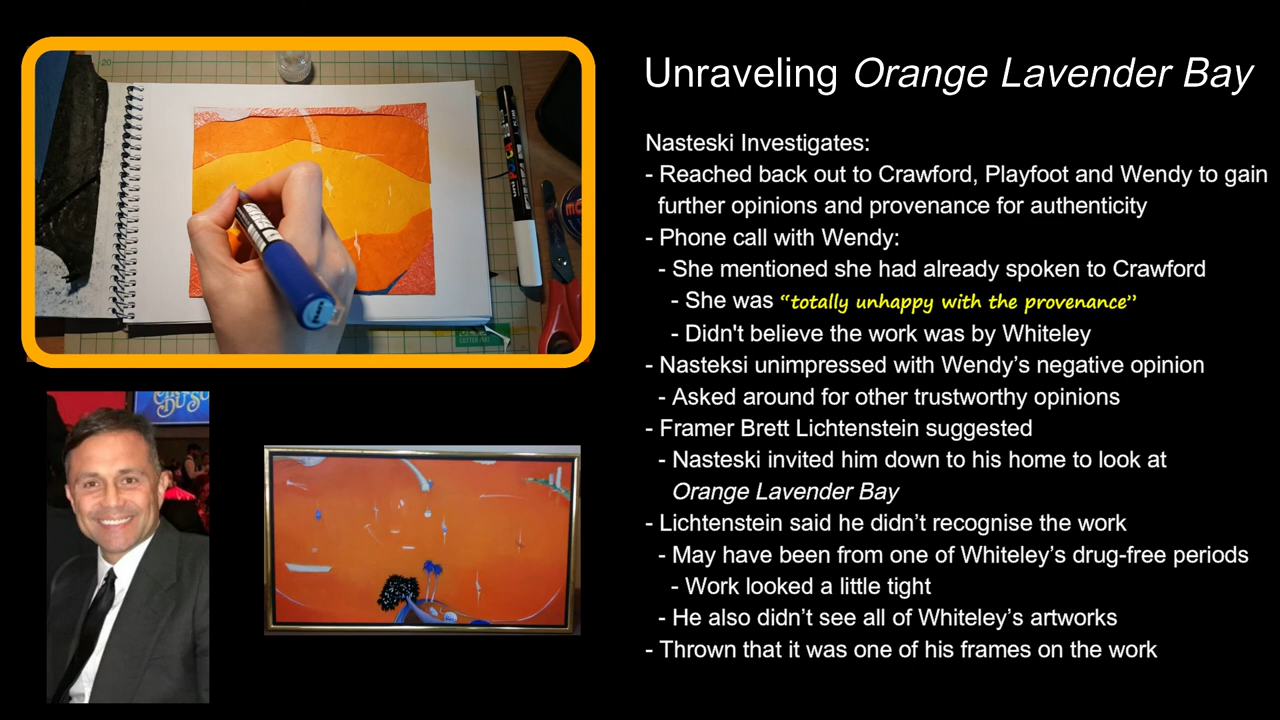 Unraveling Orange Lavender Bay
Nasteski Investigates:
- Reached back out to Crawford, Playfoot and Wendy to gain
further opinions and provenance for authenticity
- Phone call with Wendy:
- She mentioned she had already spoken to Crawford
- She was “totally unhappy with the provenance”
- Didn't believe the work was by Whiteley
- Nasteksi unimpressed with Wendy’s negative opinion
- Asked around for other trustworthy opinions
- Framer Brett Lichtenstein suggested
- Nasteski invited him down to his home to look at
Orange Lavender Bay
- Lichtenstein said he didn’t recognise the work
- May have been from one of Whiteley’s drug-free periods
- Work looked a little tight
- He also didn’t see all of Whiteley’s artworks
- Thrown that it was one of his frames on the work